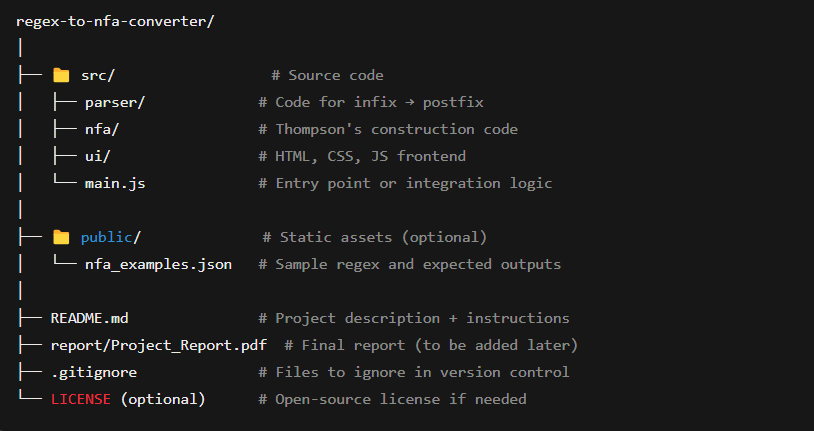 regex-to-nfa-converter/
│
├── 📁 src/                  # Source code
│   ├── parser/             # Code for infix → postfix
│   ├── nfa/                # Thompson's construction code
│   ├── ui/                 # HTML, CSS, JS frontend
│   └── main.js             # Entry point or integration logic
│
├── 📁 public/              # Static assets (optional)
│   └── nfa_examples.json   # Sample regex and expected outputs
│
├── README.md               # Project description + instructions
├── report/Project_Report.pdf  # Final report (to be added later)
├── .gitignore              # Files to ignore in version control
└── LICENSE (optional)      # Open-source license if needed